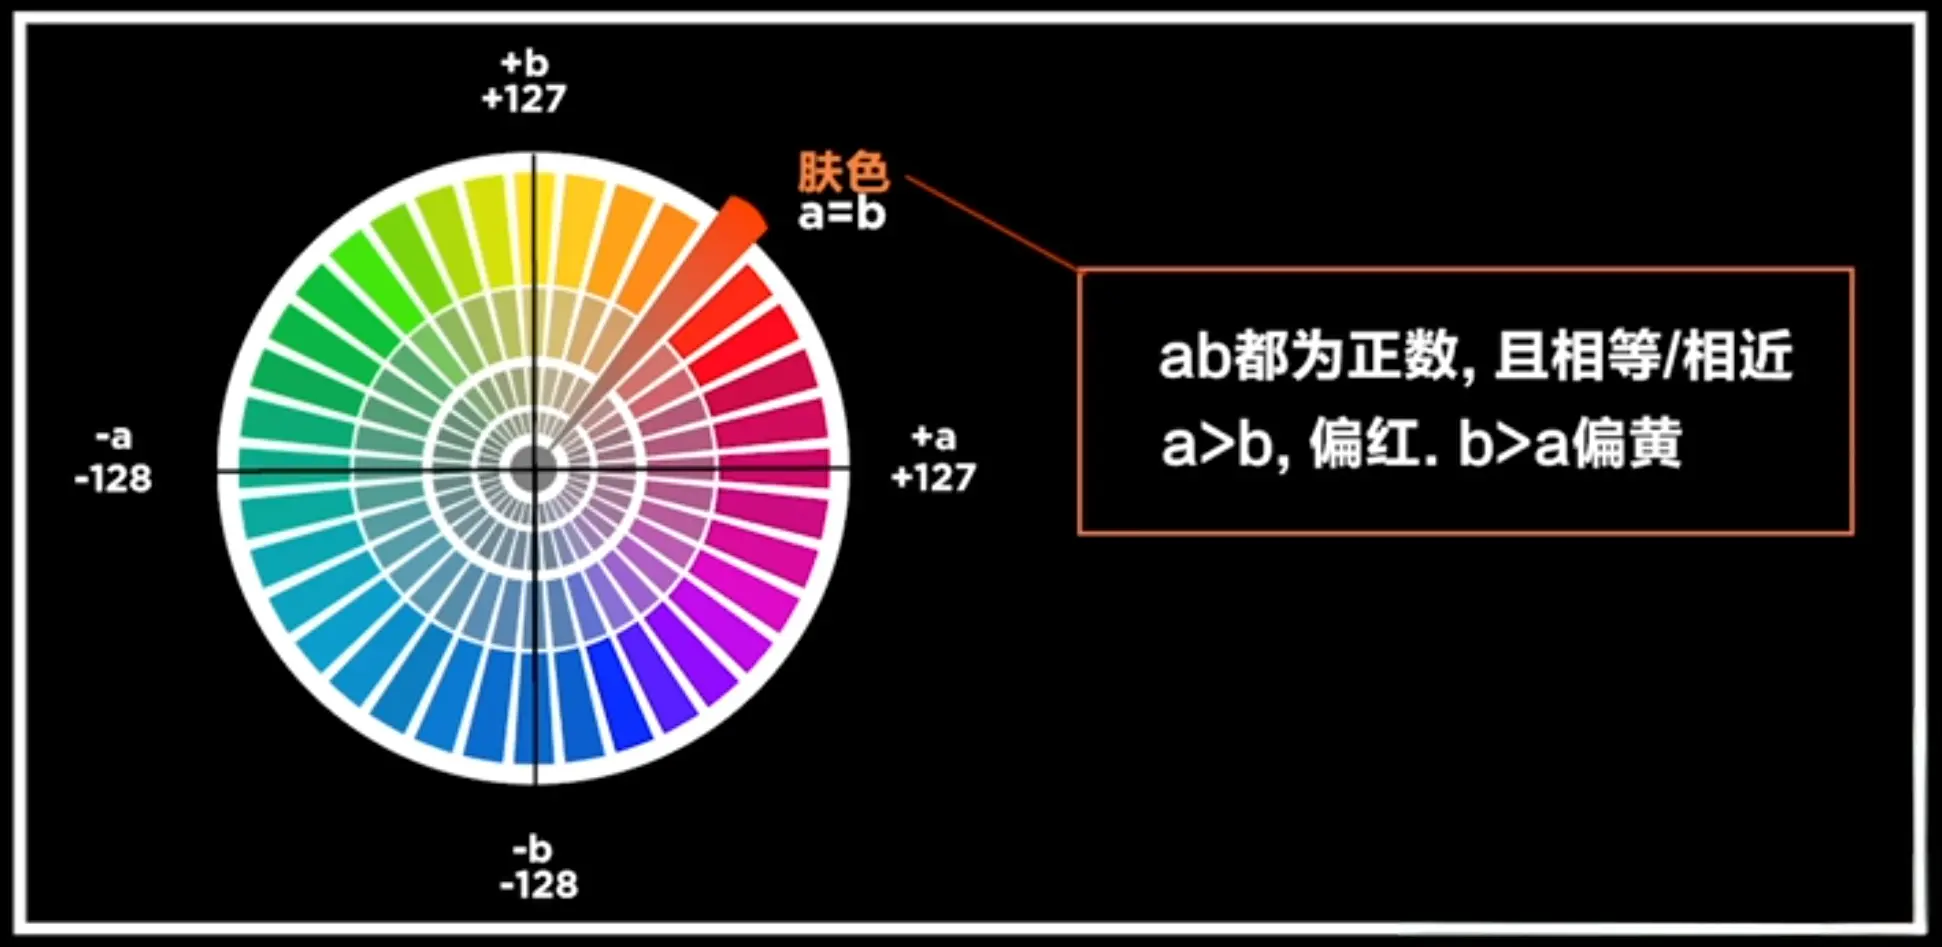 +b
+127
肤色
a=b
ab都为正数, 且相等/相近
a>b, 偏红. b>a偏黄
-a
-128
+a
+127
-b
-128